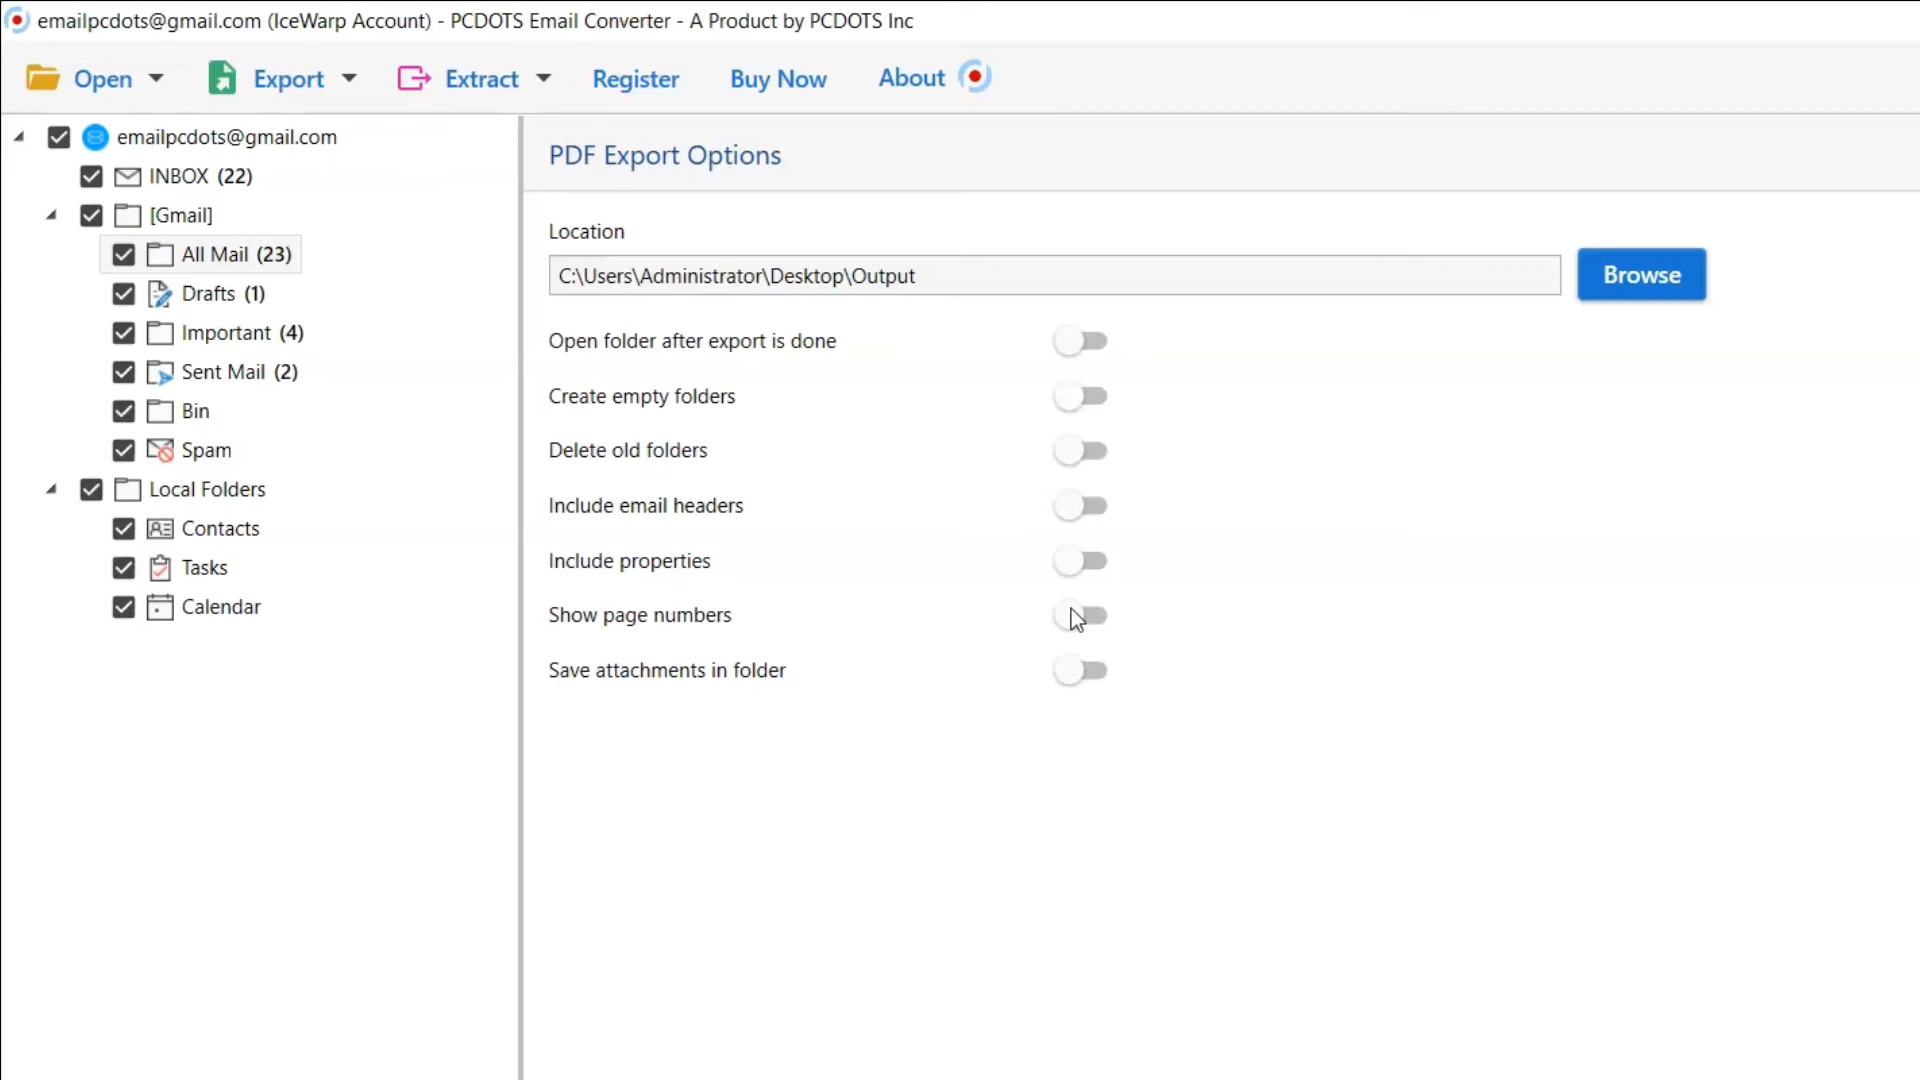 emailpcdots@gmail.com (IceWarp Account) - PCDOTS Email Converter - A Product by PCDOTS Inc
Open Export Extract Register Buy Now About
emailpcdots@gmail.com
INBOX (22)
[Gmail]
All Mail (23)
Drafts (1)
Important (4)
Sent Mail (2)
Bin
Spam
Local Folders
Contacts
Tasks
Calendar
PDF Export Options
Location
C:\Users\Administrator\Desktop\Output
Browse
Open folder after export is done
Create empty folders
Delete old folders
Include email headers
Include properties
Show page numbers
Save attachments in folder